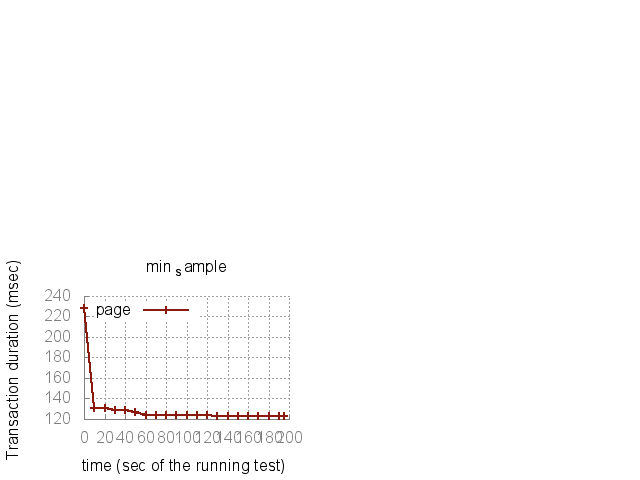 min sample
240
page
220
200
180
160
140
120
0 20 40 60 80 100 120 140 160 180 200
Transaction duration (msec)
time (sec of the running test)